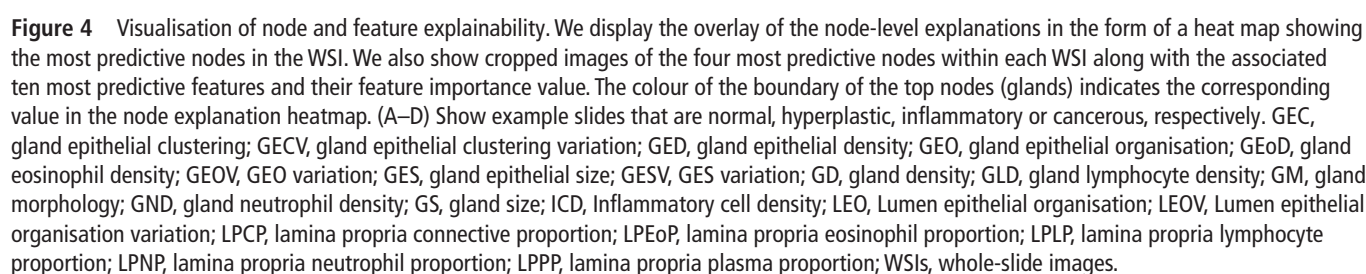 Figure 4 Visualisation of node and feature explainability. We display the overlay of the node-level explanations in the form of a heat map showing
the most predictive nodes in the WSI. We also show cropped images of the four most predictive nodes within each WSI along with the associated
ten most predictive features and their feature importance value. The colour of the boundary of the top nodes (glands) indicates the corresponding
value in the node explanation heatmap. (A–D) Show example slides that are normal, hyperplastic, inflammatory or cancerous, respectively. GEC,
gland epithelial clustering; GECV, gland epithelial clustering variation; GED, gland epithelial density; GEO, gland epithelial organisation; GEoD, gland
eosinophil density; GEOV, GEO variation; GES, gland epithelial size; GESV, GES variation; GD, gland density; GLD, gland lymphocyte density; GM, gland
morphology; GND, gland neutrophil density; GS, gland size; ICD, Inflammatory cell density; LEO, Lumen epithelial organisation; LEOV, Lumen epithelial
organisation variation; LPCP, lamina propria connective proportion; LPEoP, lamina propria eosinophil proportion; LPLP, lamina propria lymphocyte
proportion; LPNP, lamina propria neutrophil proportion; LPPP, lamina propria plasma proportion; WSIs, whole-slide images.